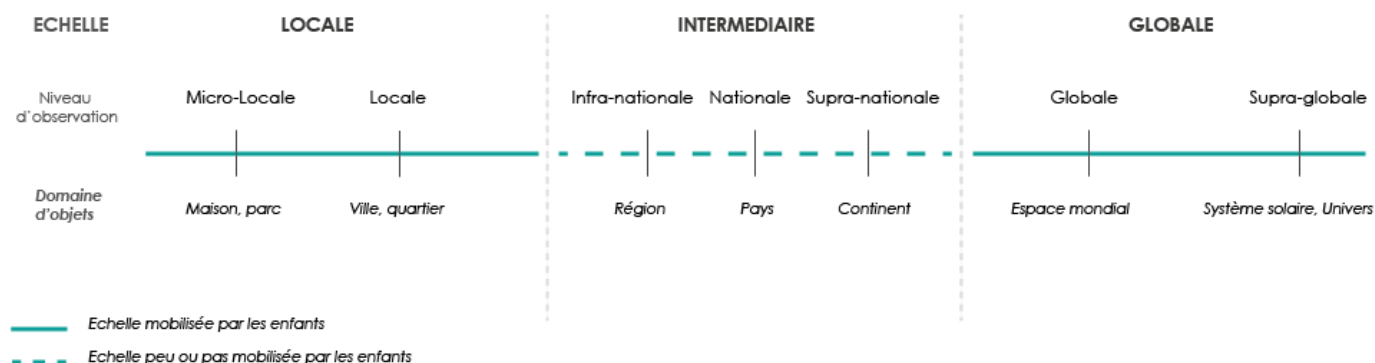 ECHELLE LOCALE INTERMEDIAIRE GLOBALE
Niveau d'observation Micro-Locale Locale Infra-nationale Nationale Supra-nationale Globale Supra-globale
Domaine d'objets Maison, parc Ville, quartier Région Pays Continent Espace mondial Système solaire, Univers
Echelle mobilisée par les enfants
Echelle peu ou pas mobilisée par les enfants